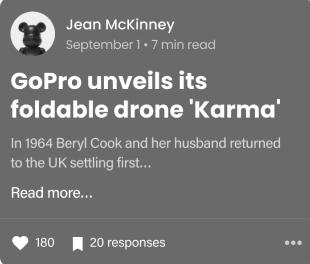 Jean McKinney
September 1 • 7 min read
GoPro unveils its
foldable drone 'Karma'
In 1964 Beryl Cook and her husband returned
to the UK settling first...
Read more...
180 20 responses